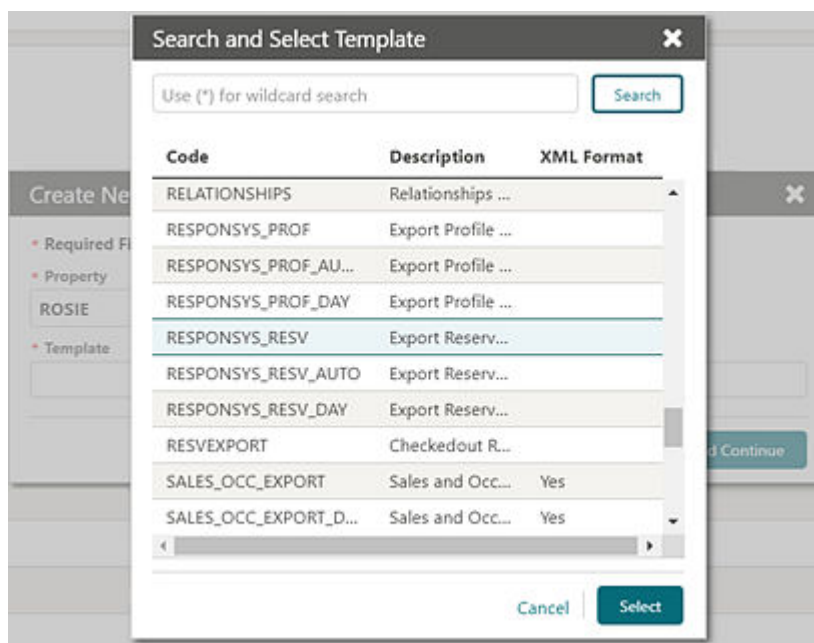 Search and Select Template
Use (*) for wildcard search
Search
Code Description XML Format
RELATIONSHIPS Relationships ...
RESPONSYS_PROF Export Profile ...
RESPONSYS_PROF_AU... Export Profile ...
RESPONSYS_PROF_DAY Export Profile ...
RESPONSYS_RESV Export Reserv...
RESPONSYS_RESV_AUTO Export Reserv...
RESPONSYS_RESV_DAY Export Reserv...
RESVEXPORT Checkedout R...
SALES_OCC_EXPORT Sales and Occ... Yes
SALES_OCC_EXPORT_D... Sales and Occ... Yes
Cancel
Select
Create Ne
* Required Fi
* Property
ROSIE
* Template
d Continue